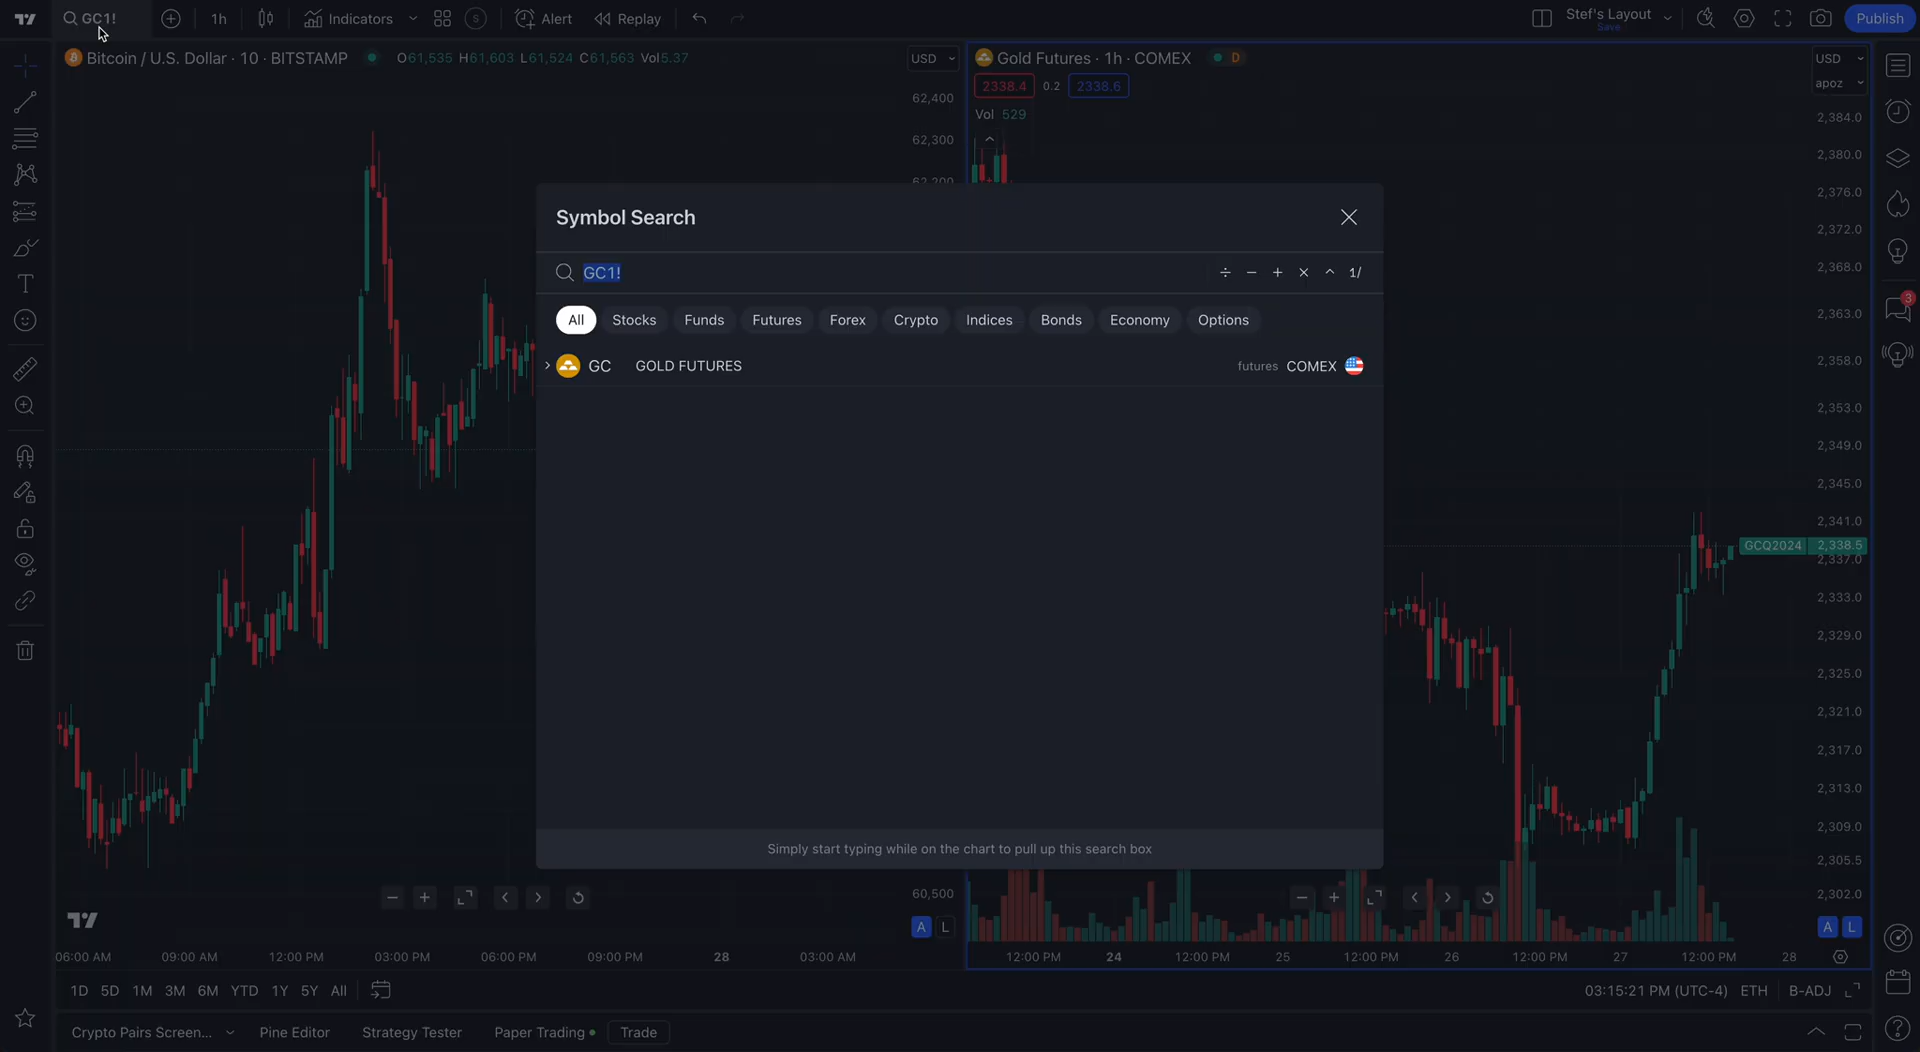 GC1!
1h
Indicators
S
Alert
Replay
Stef's Layout
Save
Publish
Bitcoin / U.S. Dollar · 10 · BITSTAMP
O61,535 H61,603 L61,524 C61,563 Vol5.37
USD
62,400
62,300
62,200
60,500
Gold Futures · 1h · COMEX
D
2338.4
0.2
2338.6
Vol 529
USD
apoz
2,384.0
2,380.0
2,376.0
2,372.0
2,368.0
2,363.0
2,358.0
2,353.0
2,349.0
2,345.0
2,341.0
GCQ2024
2,338.5
2,337.0
2,333.0
2,329.0
2,325.0
2,321.0
2,317.0
2,313.0
2,309.0
2,305.5
2,302.0
3
Symbol Search
GC1!
÷ − + × ^ 1/
All
Stocks
Funds
Futures
Forex
Crypto
Indices
Bonds
Economy
Options
GC
GOLD FUTURES
futures COMEX
Simply start typing while on the chart to pull up this search box
A L
A L
06:00 AM 09:00 AM 12:00 PM 03:00 PM 06:00 PM 09:00 PM 28 03:00 AM
12:00 PM 24 12:00 PM 25 12:00 PM 26 12:00 PM 27 12:00 PM 28
1D 5D 1M 3M 6M YTD 1Y 5Y All
03:15:21 PM (UTC-4) ETH B-ADJ
Crypto Pairs Screen...
Pine Editor
Strategy Tester
Paper Trading
Trade